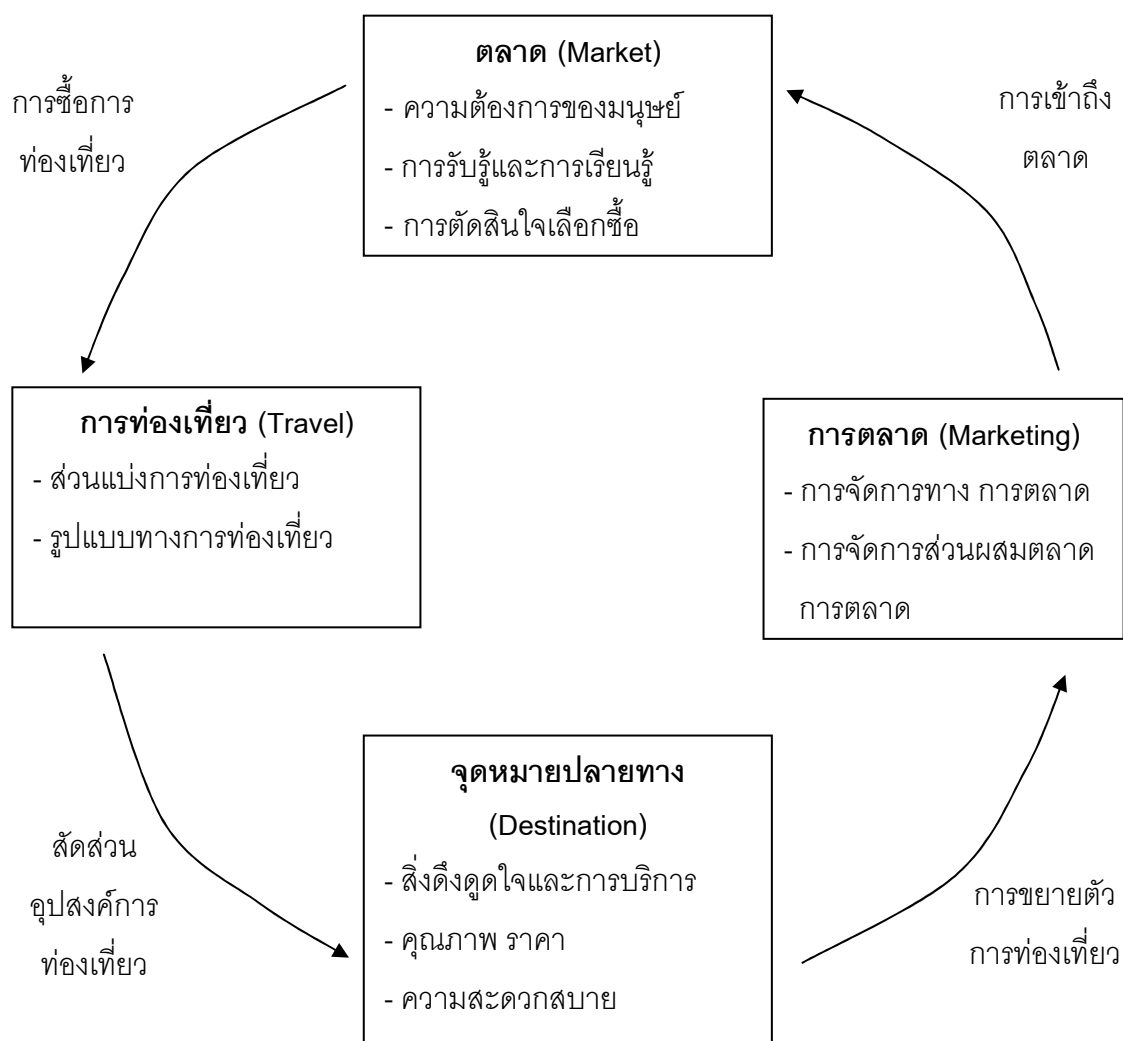 ตลาด (Market)
- ความต้องการของมนุษย์
- การรับรู้และการเรียนรู้
- การตัดสินใจเลือกซื้อ
การซื้อการ
ท่องเที่ยว
การเข้าถึง
ตลาด
การท่องเที่ยว (Travel)
- ส่วนแบ่งการท่องเที่ยว
- รูปแบบทางการท่องเที่ยว
การตลาด (Marketing)
- การจัดการทาง การตลาด
- การจัดการส่วนผสมตลาด
การตลาด
จุดหมายปลายทาง
(Destination)
- สิ่งดึงดูดใจและการบริการ
- คุณภาพ ราคา
- ความสะดวกสบาย
สัดส่วน
อุปสงค์การ
ท่องเที่ยว
การขยายตัว
การท่องเที่ยว